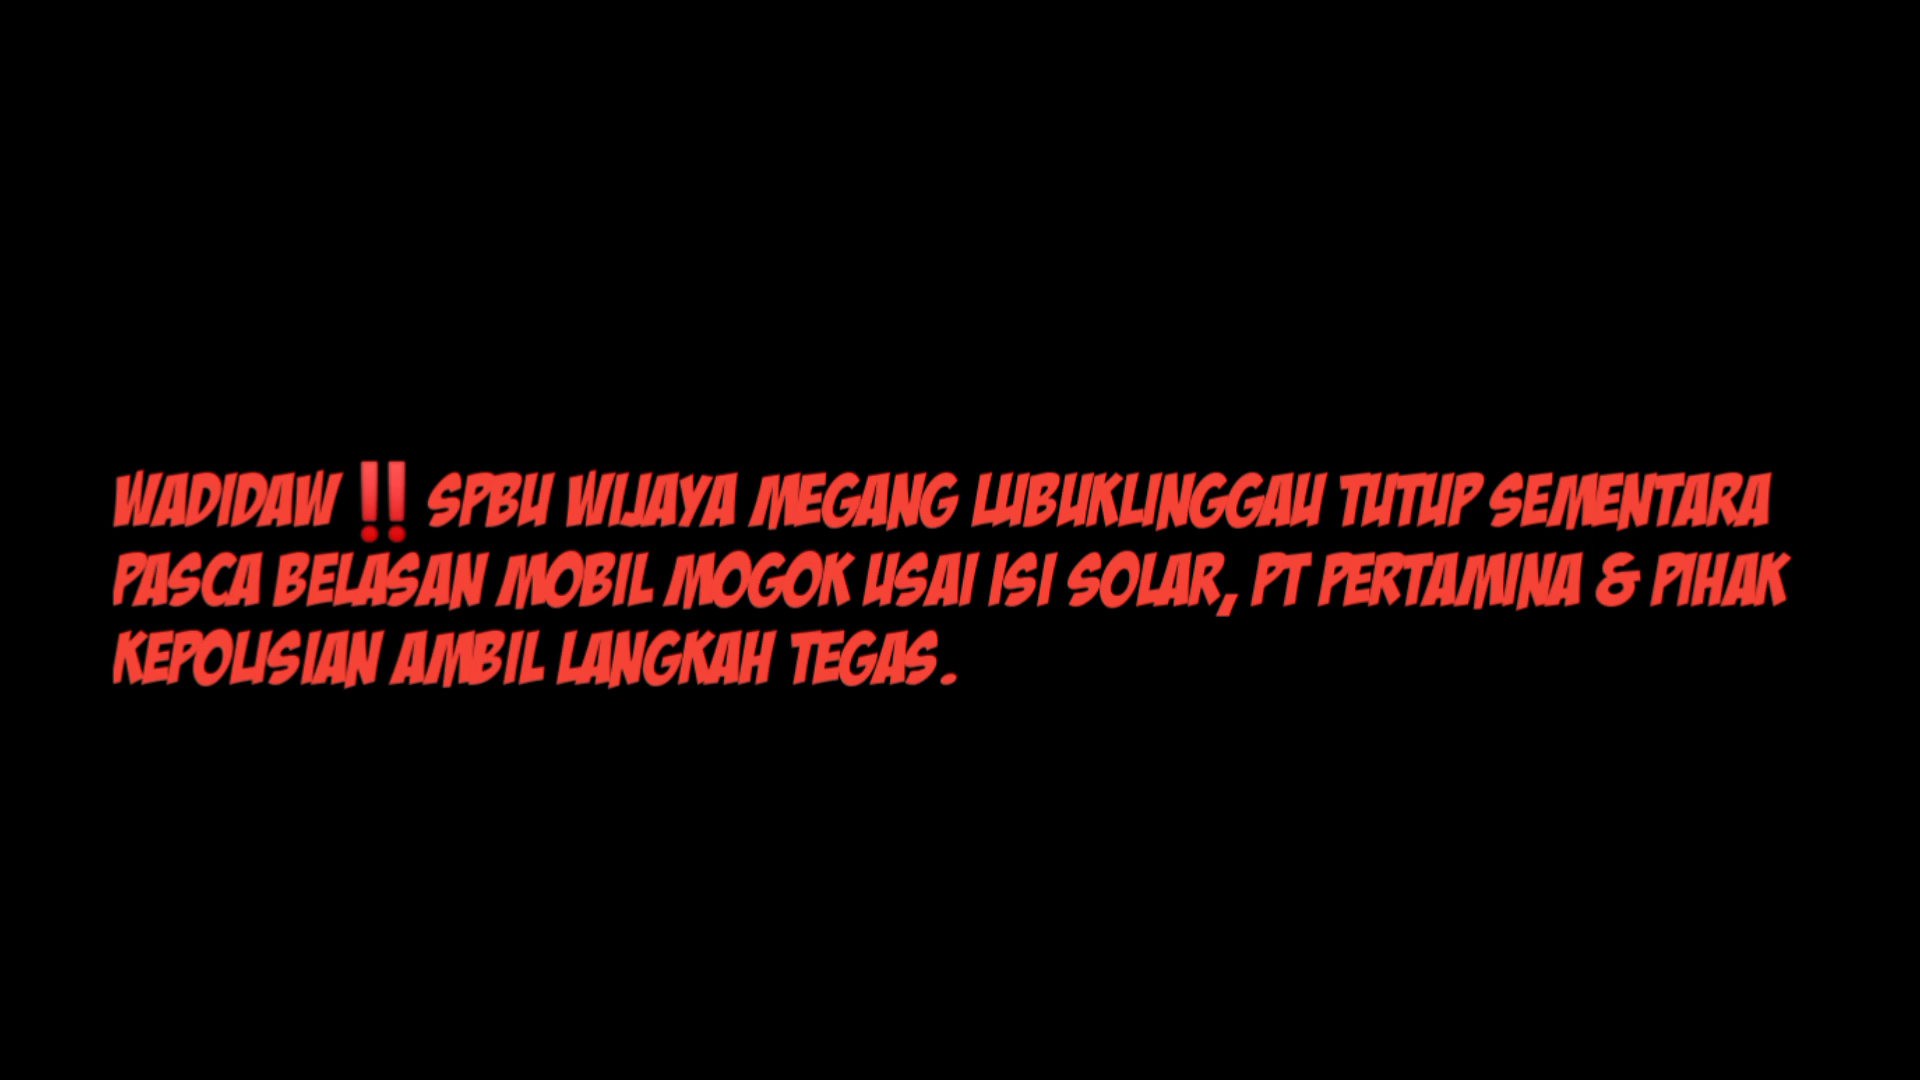 WADIDAW ‼️ SPBU WIJAYA MEGANG LUBUKLINGGAU TUTUP SEMENTARA
PASCA BELASAN MOBIL MOGOK USAI ISI SOLAR, PT PERTAMINA & PIHAK
KEPOLISIAN AMBIL LANGKAH TEGAS.